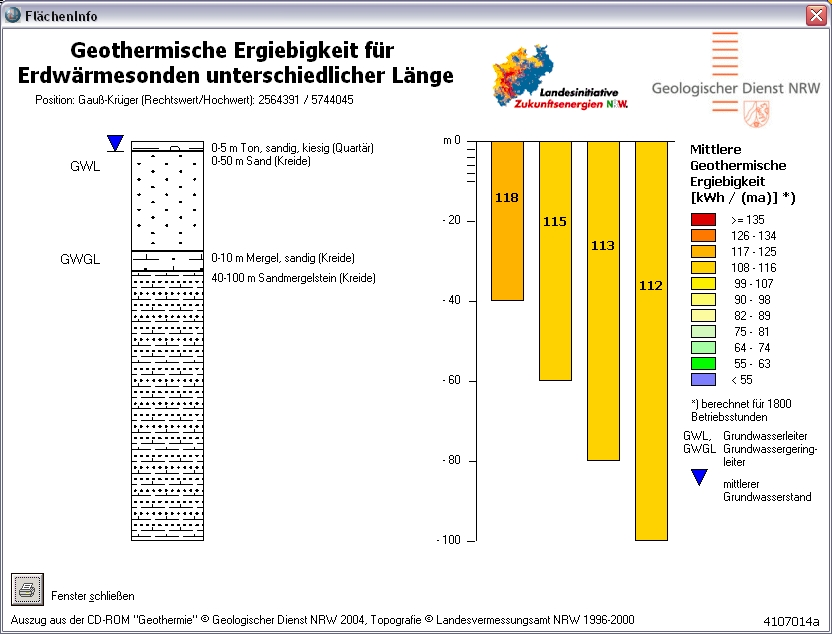 FlächenInfo
Geothermische Ergiebigkeit für
Erdwärmesonden unterschiedlicher Länge
Position: Gauß-Krüger (Rechtswert/Hochwert): 2564391 / 5744045
Landesinitiative
Zukunftsenergien NRW.
Geologischer Dienst NRW
GWL
0-5 m Ton, sandig, kiesig (Quartär)
0-50 m Sand (Kreide)
GWGL
0-10 m Mergel, sandig (Kreide)
40-100 m Sandmergelstein (Kreide)
m 0
- 20
- 40
- 60
- 80
- 100
118
115
113
112
Mittlere
Geothermische
Ergiebigkeit
[kWh / (ma)] *)
>= 135
126 - 134
117 - 125
108 - 116
99 - 107
90 - 98
82 - 89
75 - 81
64 - 74
55 - 63
< 55
*) berechnet für 1800
Betriebsstunden
GWL, Grundwasserleiter
GWGL Grundwassergering-
leiter
mittlerer
Grundwasserstand
Fenster schließen
Auszug aus der CD-ROM "Geothermie" © Geologischer Dienst NRW 2004, Topografie © Landesvermessungsamt NRW 1996-2000
4107014a